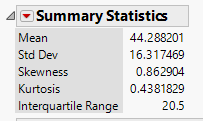 Summary Statistics
Mean 44.288201
Std Dev 16.317469
Skewness 0.862904
Kurtosis 0.4381829
Interquartile Range 20.5